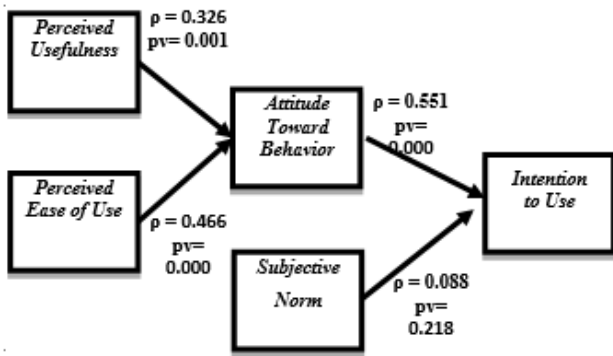 Perceived
Usefulness
ρ = 0.326
pv= 0.001
Attitude
Toward
Behavior
ρ = 0.551
pv=
0.000
Perceived
Ease of Use
ρ = 0.466
pv=
0.000
Intention
to Use
Subjective
Norm
ρ = 0.088
pv=
0.218